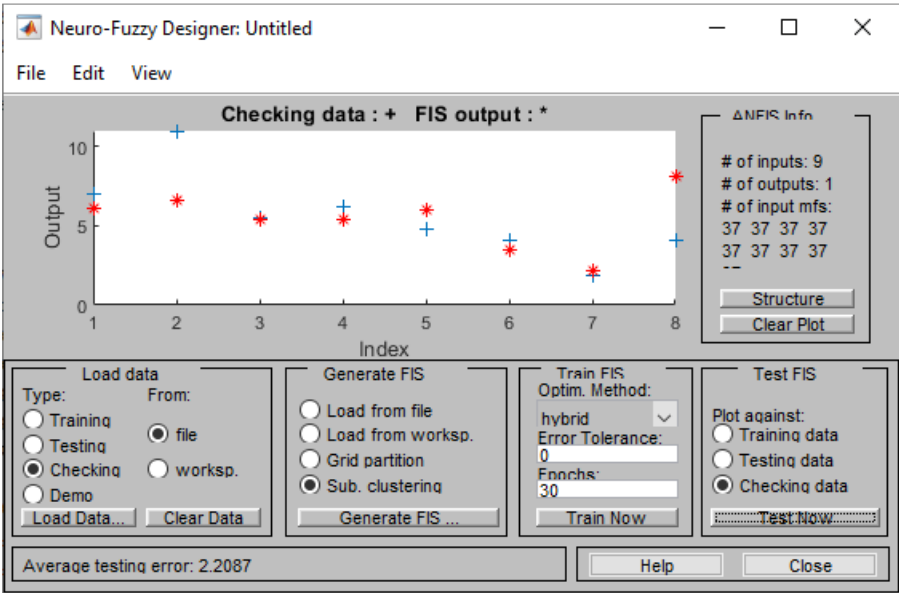 Neuro-Fuzzy Designer: Untitled
File Edit View
Checking data : + FIS output : *
10
5
0
Output
1 2 3 4 5 6 7 8
Index
ANFIS Info.
# of inputs: 9
# of outputs: 1
# of input mfs:
37 37 37 37
37 37 37 37
Structure
Clear Plot
Load data
Type: From:
Training
Testing
Checking
Demo
file
worksp.
Load Data... Clear Data
Generate FIS
Load from file
Load from worksp.
Grid partition
Sub. clustering
Generate FIS ...
Train FIS
Optim. Method:
hybrid
Error Tolerance:
0
Epochs:
30
Train Now
Test FIS
Plot against:
Training data
Testing data
Checking data
Test Now
Average testing error: 2.2087
Help Close